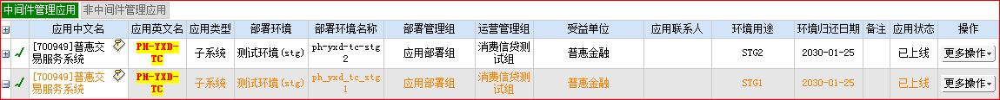 中间件管理应用 非中间件管理应用
应用中文名 应用英文名 应用类型 部署环境 部署环境名称 部署管理组 运营管理组 受益单位 应用联系人 环境用途 环境归还日期 备注 应用状态 操作
[700949]普惠交易服务系统 PH-YXD-TC 子系统 测试环境(stg) ph-yxd-tc-stg2 应用部署组 消费信贷测试组 普惠金融 STG2 2030-01-25 已上线 更多操作
[700949]普惠交易服务系统 PH-YXD-TC 子系统 测试环境(stg) ph_yxd_tc_stg1 应用部署组 消费信贷测试组 普惠金融 STG1 2030-01-25 已上线 更多操作